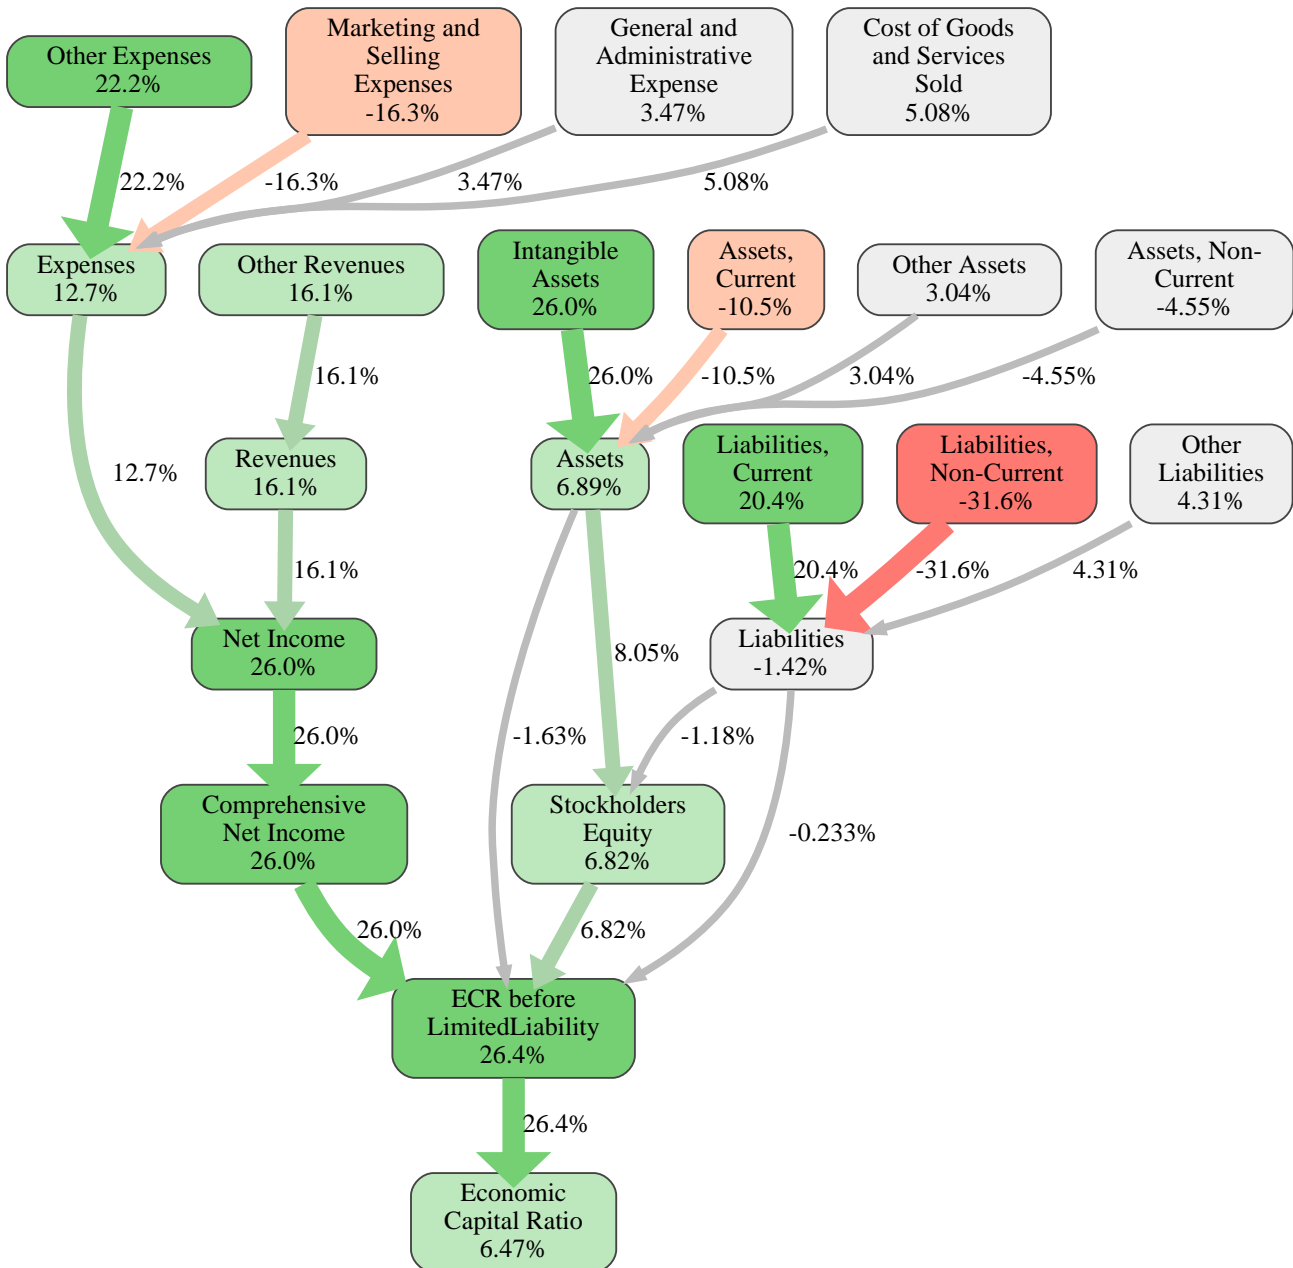 Other Expenses
22.2%
Marketing and
Selling
Expenses
-16.3%
General and
Administrative
Expense
3.47%
Cost of Goods
and Services
Sold
5.08%
22.2%
-16.3%
3.47%
5.08%
Expenses
12.7%
Other Revenues
16.1%
Intangible
Assets
26.0%
Assets,
Current
-10.5%
Other Assets
3.04%
Assets, Non-
Current
-4.55%
16.1%
26.0%
-10.5%
3.04%
-4.55%
12.7%
Revenues
16.1%
Assets
6.89%
Liabilities,
Current
20.4%
Liabilities,
Non-Current
-31.6%
Other
Liabilities
4.31%
16.1%
20.4%
-31.6%
4.31%
Net Income
26.0%
8.05%
Liabilities
-1.42%
26.0%
-1.63%
-1.18%
Comprehensive
Net Income
26.0%
Stockholders
Equity
6.82%
-0.233%
26.0%
6.82%
ECR before
LimitedLiability
26.4%
26.4%
Economic
Capital Ratio
6.47%